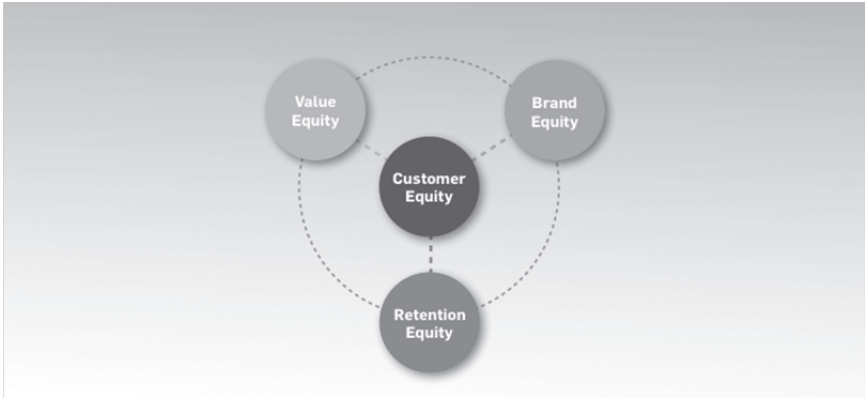 Value
Equity
Brand
Equity
Customer
Equity
Retention
Equity